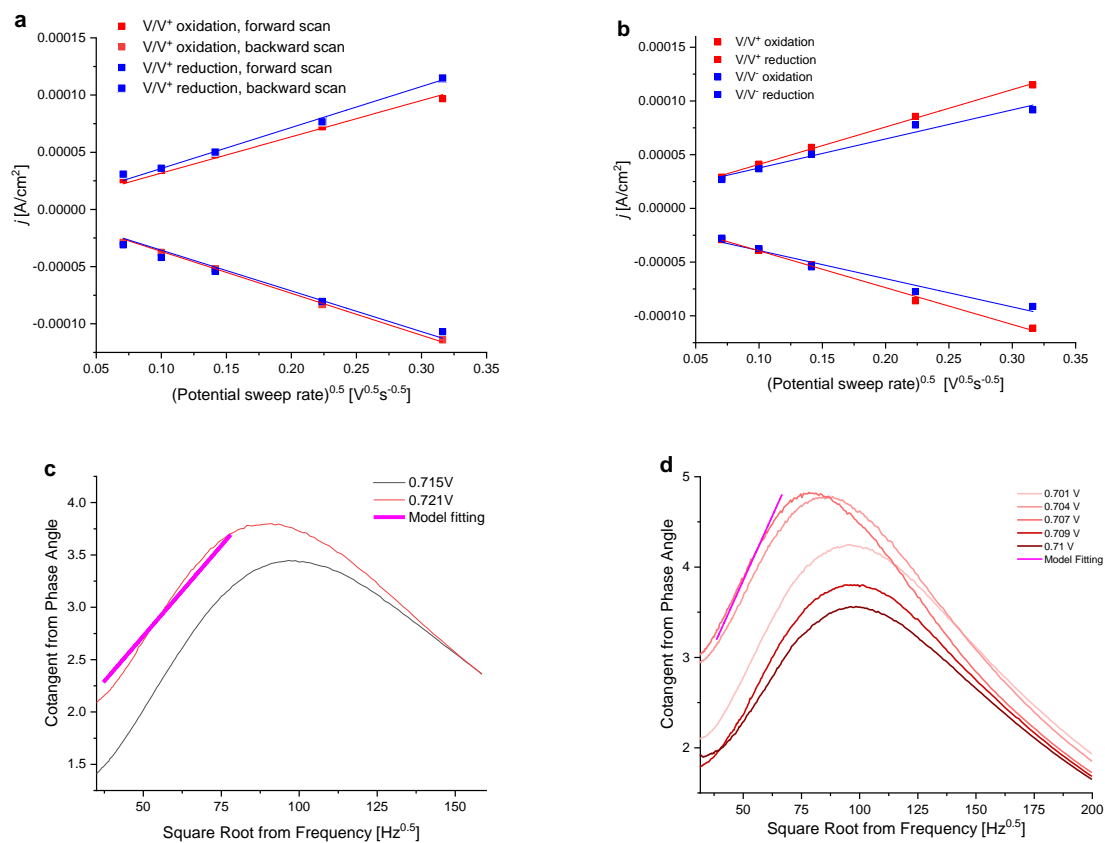 a
V/V⁺ oxidation, forward scan
V/V⁺ oxidation, backward scan
V/V⁺ reduction, forward scan
V/V⁺ reduction, backward scan
0.00015
0.00010
0.00005
0.00000
-0.00005
-0.00010
j [A/cm²]
0.05 0.10 0.15 0.20 0.25 0.30 0.35
(Potential sweep rate)⁰·⁵ [V⁰·⁵s⁻⁰·⁵]
b
V/V⁺ oxidation
V/V⁺ reduction
V/V⁻ oxidation
V/V⁻ reduction
0.00015
0.00010
0.00005
0.00000
-0.00005
-0.00010
j [A/cm²]
0.05 0.10 0.15 0.20 0.25 0.30 0.35
(Potential sweep rate)⁰·⁵ [V⁰·⁵s⁻⁰·⁵]
c
0.715V
0.721V
Model fitting
4.0
3.5
3.0
2.5
2.0
1.5
Cotangent from Phase Angle
50 75 100 125 150
Square Root from Frequency [Hz⁰·⁵]
d
0.701 V
0.704 V
0.707 V
0.709 V
0.71 V
Model Fitting
5
4
3
2
Cotangent from Phase Angle
50 75 100 125 150 175 200
Square Root from Frequency [Hz⁰·⁵]